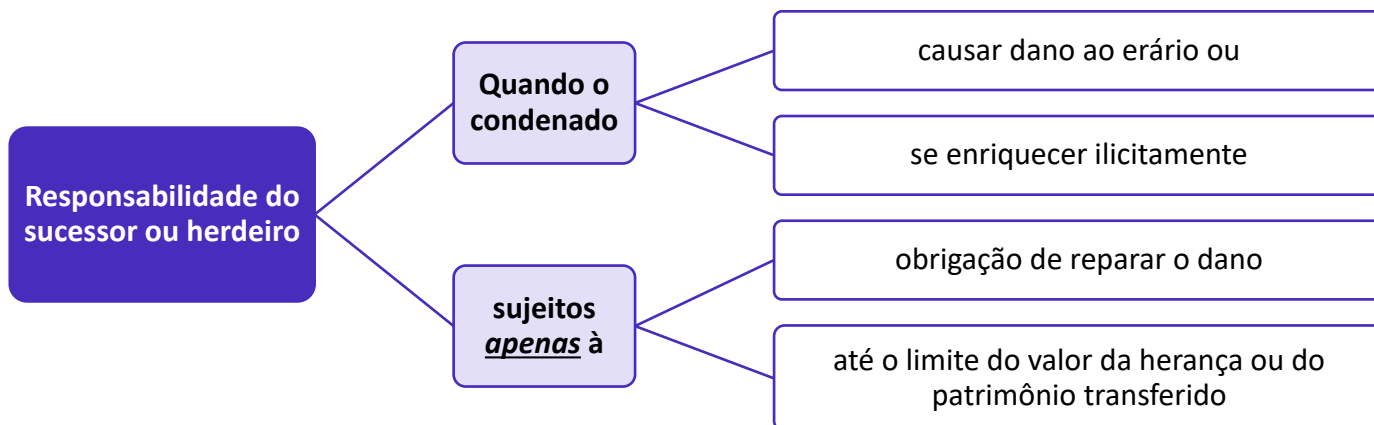 Responsabilidade do
sucessor ou herdeiro
Quando o
condenado
causar dano ao erário ou
se enriquecer ilicitamente
sujeitos
apenas à
obrigação de reparar o dano
até o limite do valor da herança ou do
patrimônio transferido